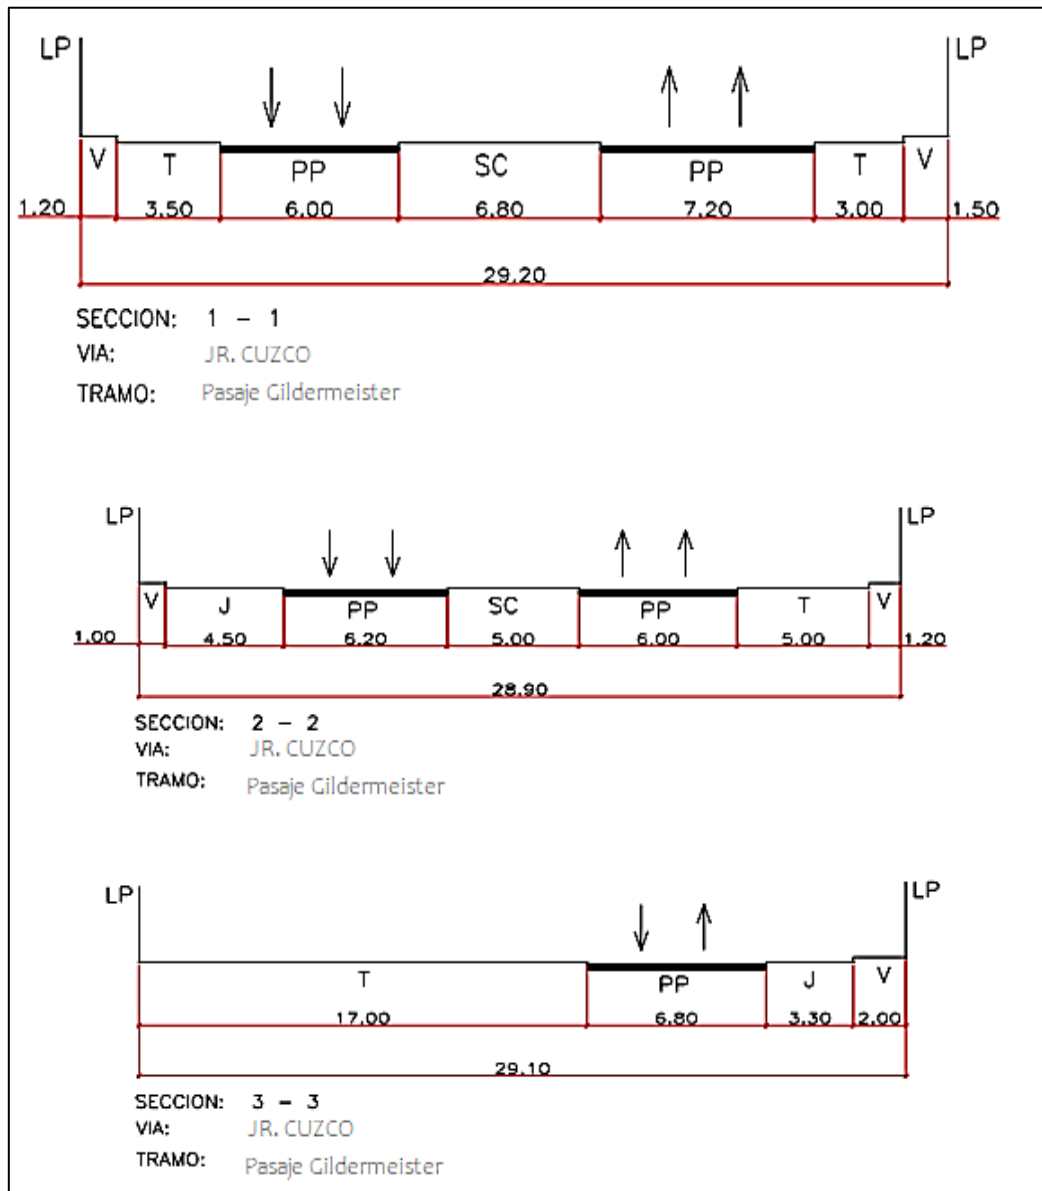 LP LP
V T PP SC PP T V
1.20 3.50 6.00 6.80 7.20 3.00 1.50
29.20
SECCION: 1 - 1
VIA: JR. CUZCO
TRAMO: Pasaje Gildermeister
LP LP
V J PP SC PP T V
1.00 4.50 6.20 5.00 6.00 5.00 1.20
28.90
SECCION: 2 - 2
VIA: JR. CUZCO
TRAMO: Pasaje Gildermeister
LP LP
T PP J V
17.00 6.80 3.30 2.00
29.10
SECCION: 3 - 3
VIA: JR. CUZCO
TRAMO: Pasaje Gildermeister